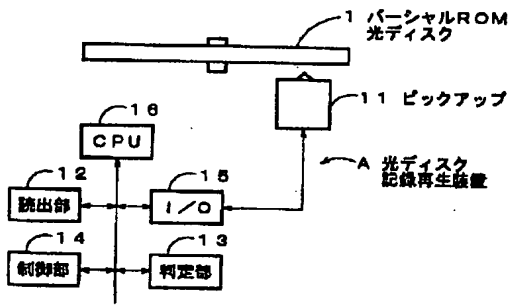 1 パーシャルROM
光ディスク
11 ピックアップ
16
CPU
A 光ディスク
記録再生装置
12
読出部
15
I/O
14
制御部
13
判定部